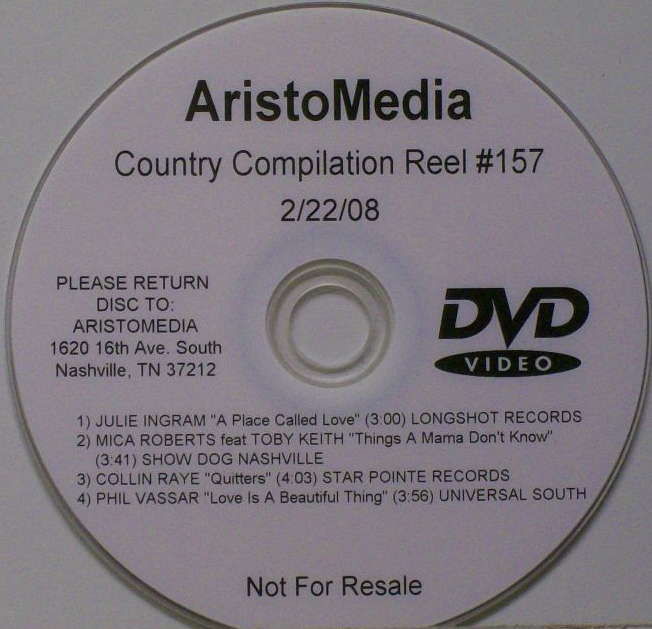 AristoMedia
Country Compilation Reel #157
2/22/08
PLEASE RETURN
DISC TO:
ARISTOMEDIA
1620 16th Ave. South
Nashville, TN 37212
DVD
VIDEO
1) JULIE INGRAM "A Place Called Love" (3:00) LONGSHOT RECORDS
2) MICA ROBERTS feat TOBY KEITH "Things A Mama Don't Know"
(3:41) SHOW DOG NASHVILLE
3) COLLIN RAYE "Quitters" (4:03) STAR POINTE RECORDS
4) PHIL VASSAR "Love Is A Beautiful Thing" (3:56) UNIVERSAL SOUTH
Not For Resale